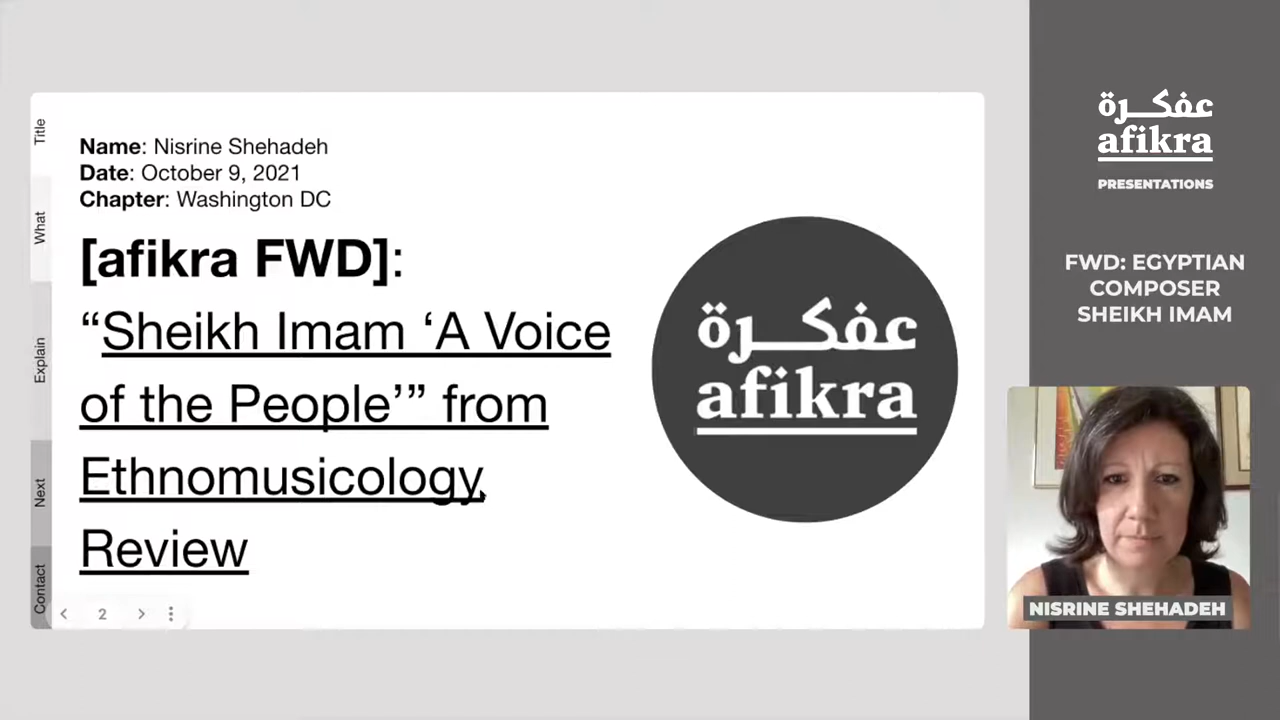 Title
What
Explain
Next
Contact
Name: Nisrine Shehadeh
Date: October 9, 2021
Chapter: Washington DC
[afikra FWD]:
“Sheikh Imam ‘A Voice
of the People’” from
Ethnomusicology,
Review
2
عفكرة
afikra
عفكرة
afikra
PRESENTATIONS
FWD: EGYPTIAN
COMPOSER
SHEIKH IMAM
NISRINE SHEHADEH